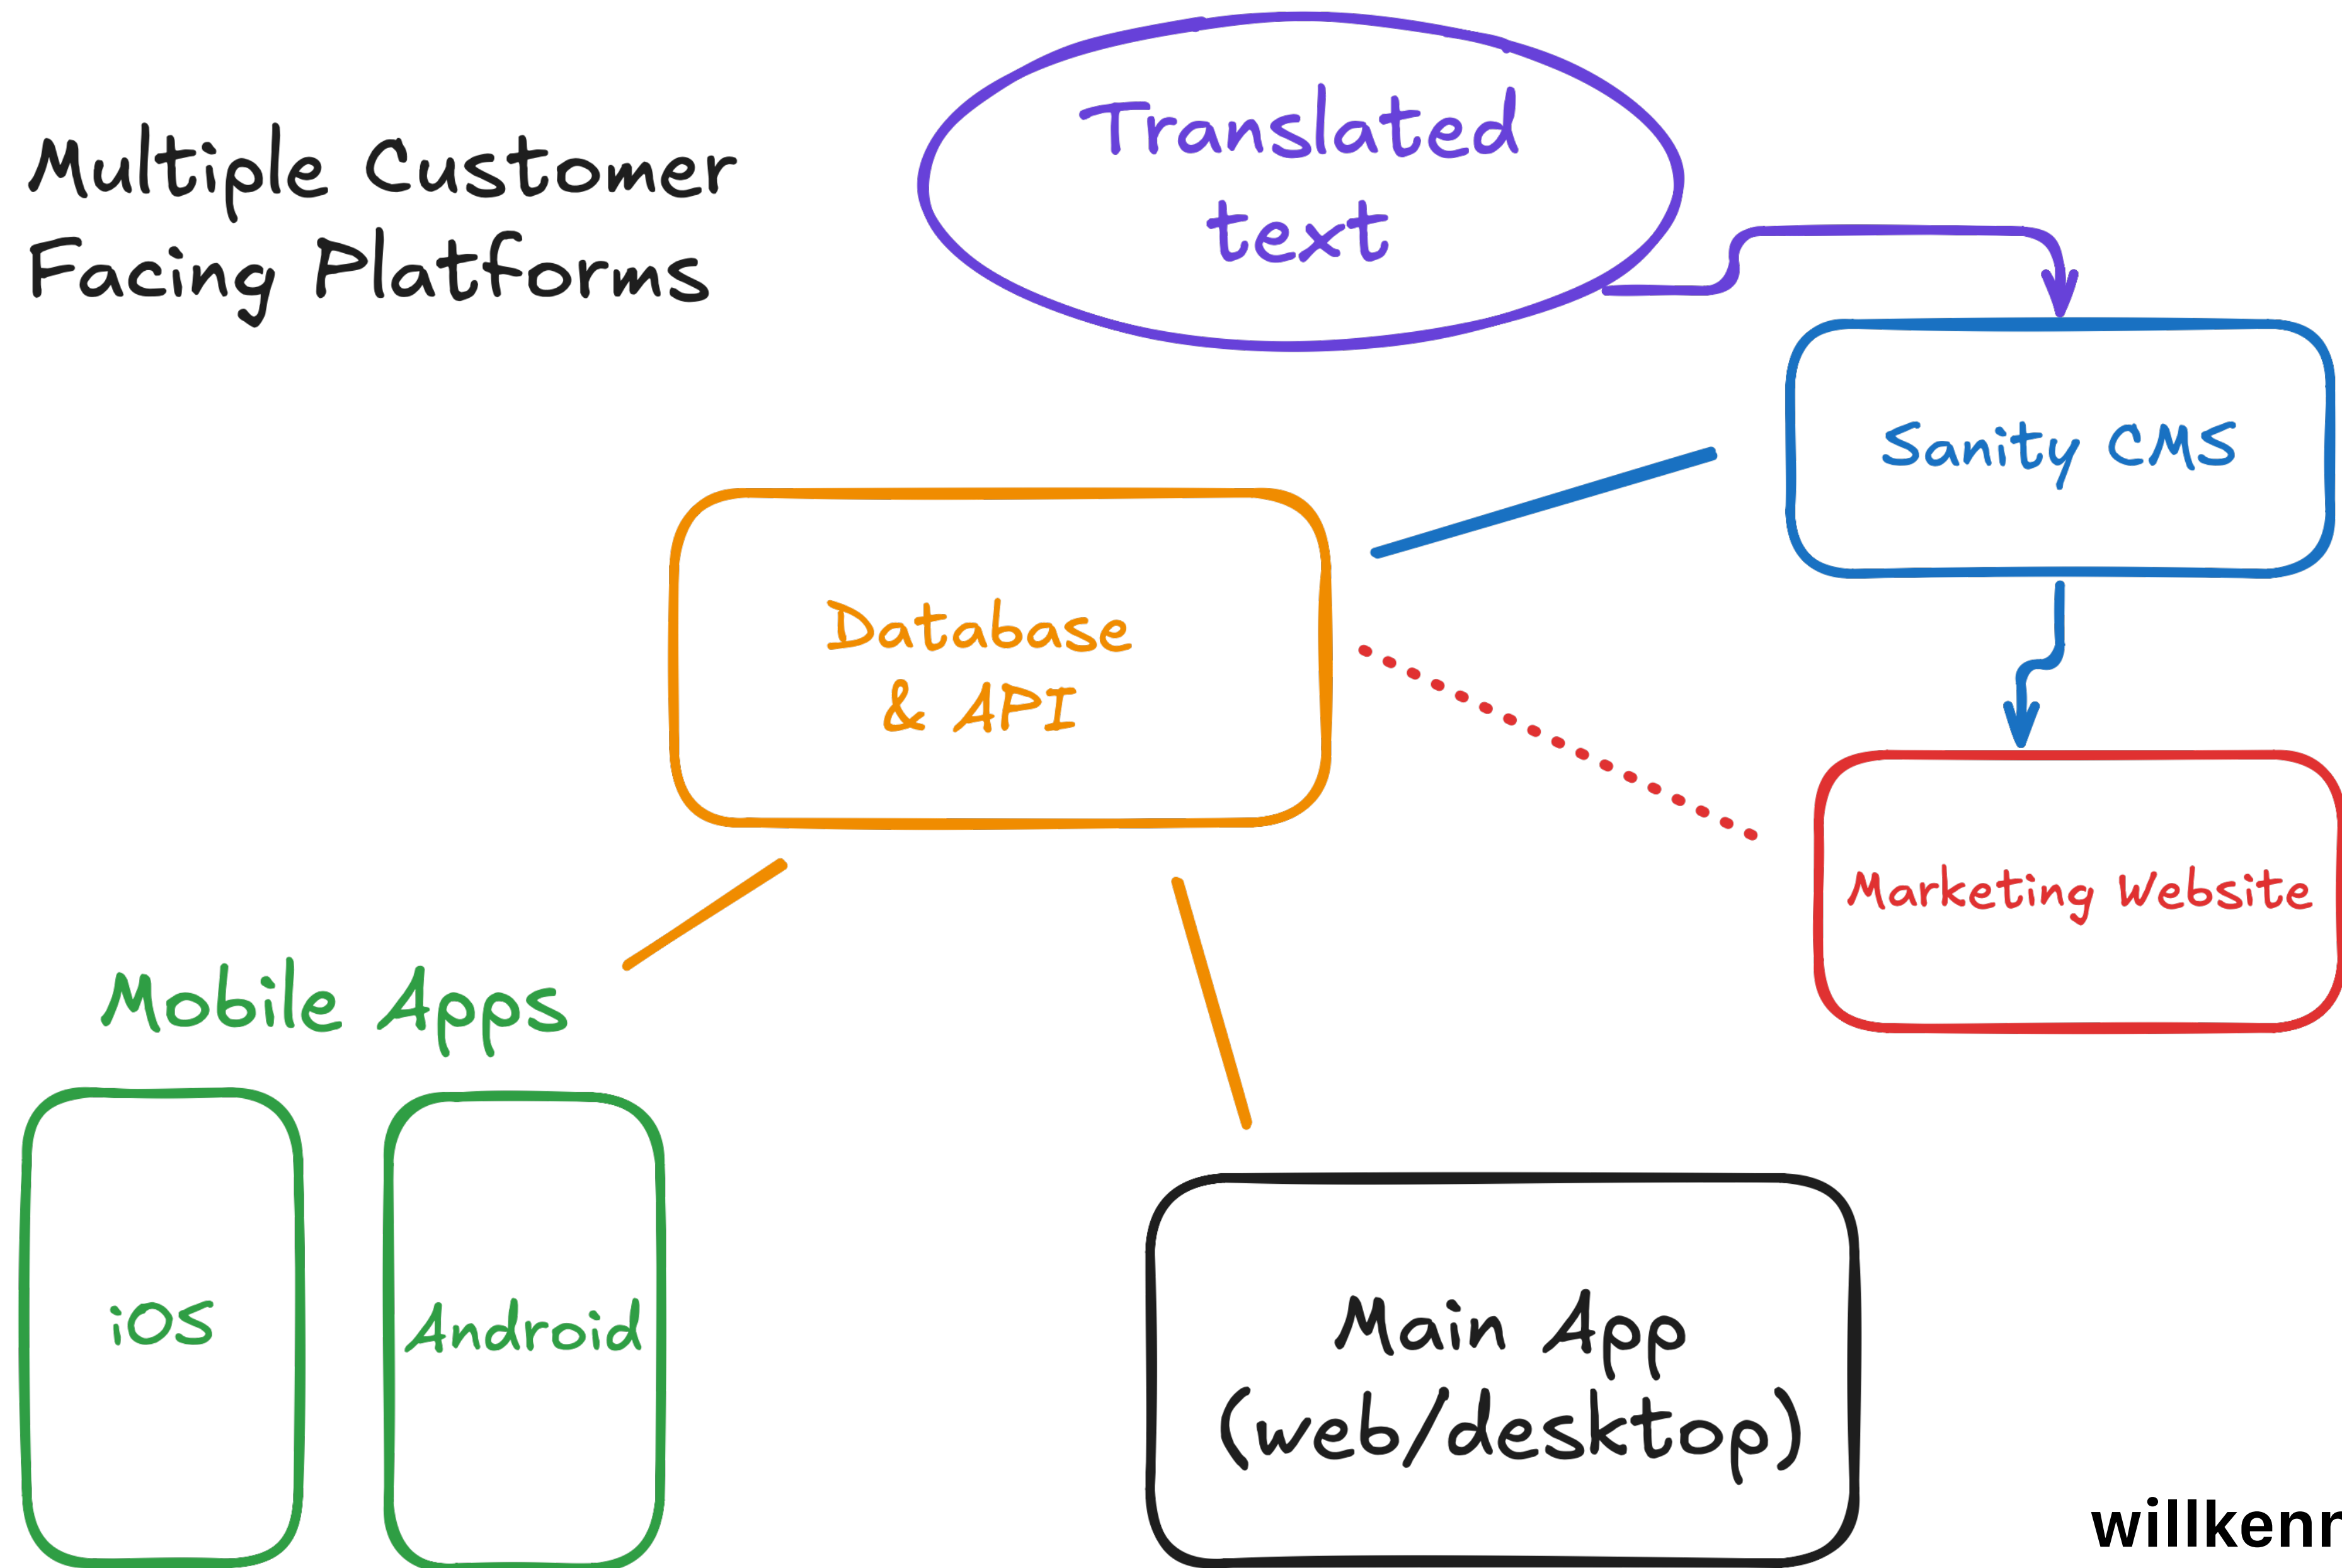 Multiple Customer
Facing Platforms
Translated
text
Sanity CMS
Database
& API
Marketing Website
Mobile Apps
iOS
Android
Main App
(web/desktop)